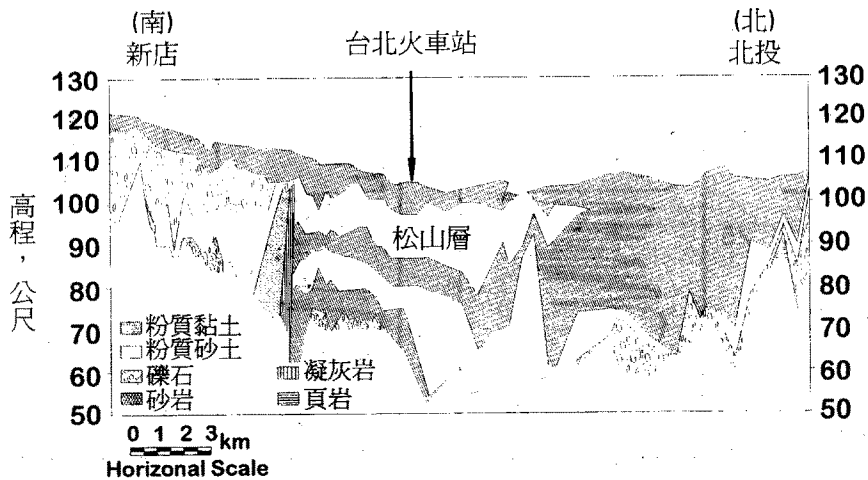 (南)
新店
台北火車站
(北)
北投
130
120
110
100
90
80
70
60
50
高程，公尺
130
120
110
100
90
80
70
60
50
松山層
粉質黏土
粉質砂土
礫石
砂岩
凝灰岩
頁岩
0 1 2 3 km
Horizonal Scale